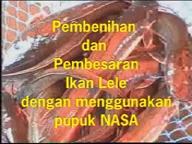 Pembenihan
dan
Pembesaran
Ikan Lele
dengan menggunakan
pupuk NASA